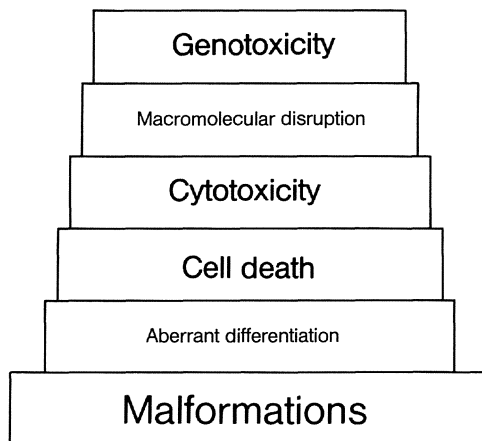 Genotoxicity
Macromolecular disruption
Cytotoxicity
Cell death
Aberrant differentiation
Malformations